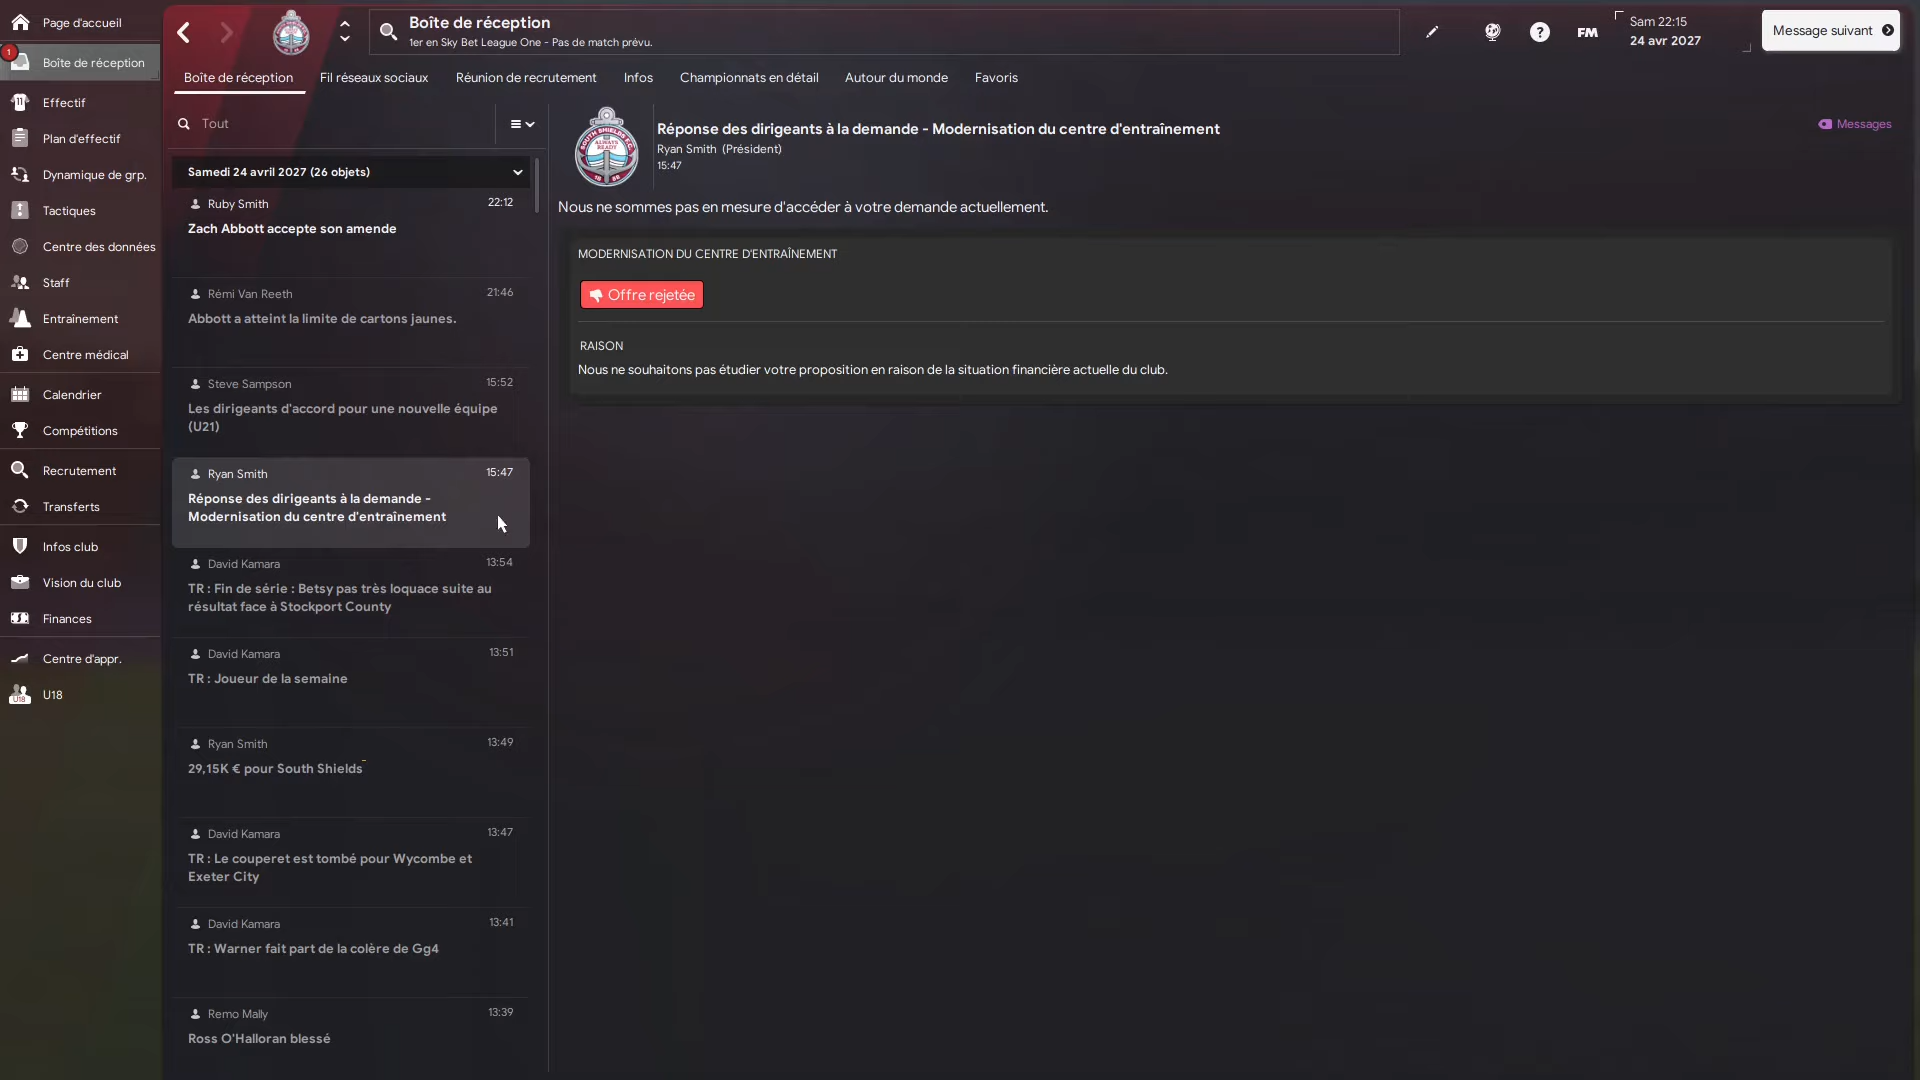 Page d'accueil
1
Boîte de réception
Effectif
Plan d'effectif
Dynamique de grp.
Tactiques
Centre des données
Staff
Entraînement
Centre médical
Calendrier
Compétitions
Recrutement
Transferts
Infos club
Vision du club
Finances
Centre d'appr.
U18
U18
Boîte de réception
1er en Sky Bet League One - Pas de match prévu.
FM
Sam 22:15
24 avr 2027
Message suivant
Boîte de réception
Fil réseaux sociaux
Réunion de recrutement
Infos
Championnats en détail
Autour du monde
Favoris
Tout
Samedi 24 avril 2027 (26 objets)
Ruby Smith 22:12
Zach Abbott accepte son amende
Rémi Van Reeth 21:46
Abbott a atteint la limite de cartons jaunes.
Steve Sampson 15:52
Les dirigeants d'accord pour une nouvelle équipe
(U21)
Ryan Smith 15:47
Réponse des dirigeants à la demande -
Modernisation du centre d'entraînement
David Kamara 13:54
TR : Fin de série : Betsy pas très loquace suite au
résultat face à Stockport County
David Kamara 13:51
TR : Joueur de la semaine
Ryan Smith 13:49
29,15K € pour South Shields
David Kamara 13:47
TR : Le couperet est tombé pour Wycombe et
Exeter City
David Kamara 13:41
TR : Warner fait part de la colère de Gg4
Remo Mally 13:39
Ross O'Halloran blessé
SOUTH SHIELDS FC
ALWAYS
READY
1888
Réponse des dirigeants à la demande - Modernisation du centre d'entraînement
Ryan Smith (Président)
15:47
Messages
Nous ne sommes pas en mesure d'accéder à votre demande actuellement.
MODERNISATION DU CENTRE D'ENTRAÎNEMENT
Offre rejetée
RAISON
Nous ne souhaitons pas étudier votre proposition en raison de la situation financière actuelle du club.